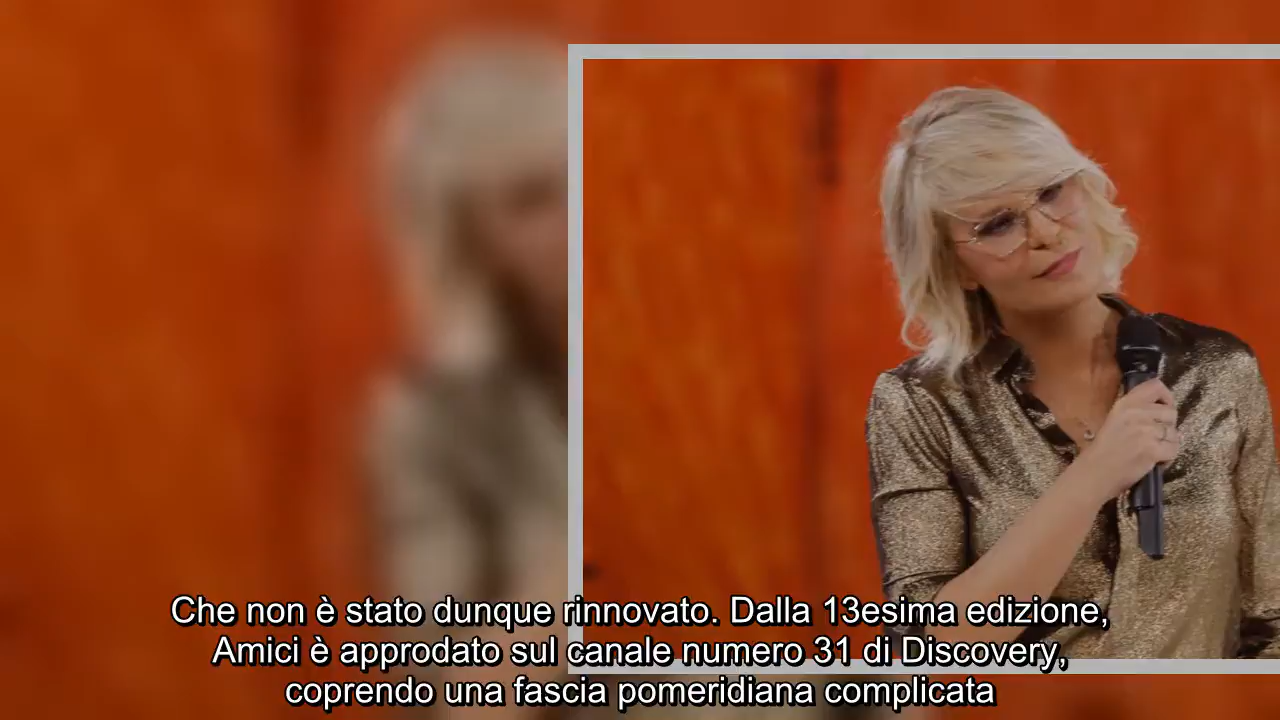 Che non è stato dunque rinnovato. Dalla 13esima edizione,
Amici è approdato sul canale numero 31 di Discovery,
coprendo una fascia pomeridiana complicata